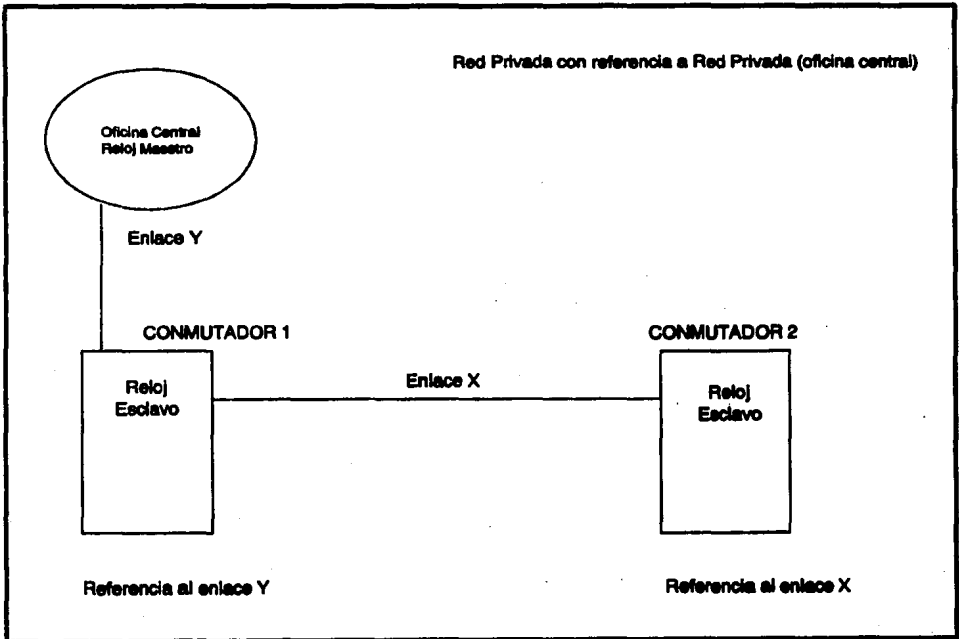 Red Privada con referencia a Red Privada (oficina central)
Oficina Central
Reloj Maestro
Enlace Y
CONMUTADOR 1
CONMUTADOR 2
Reloj
Esclavo
Enlace X
Reloj
Esclavo
Referencia al enlace Y
Referencia al enlace X